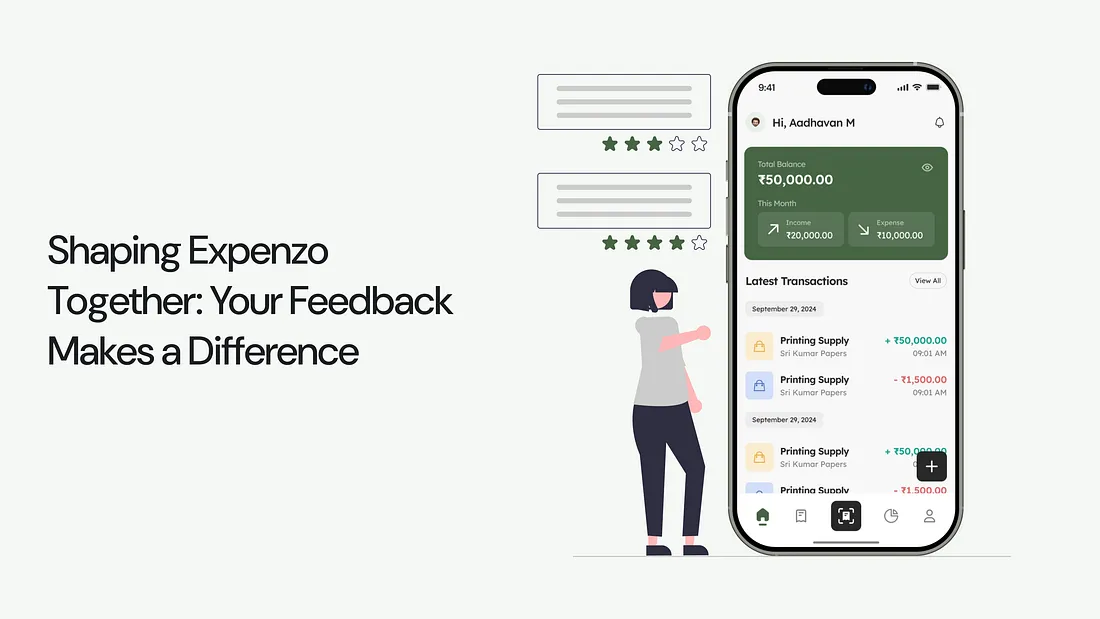 Shaping Expenzo
Together: Your Feedback
Makes a Difference
9:41
Hi, Aadhavan M
Total Balance
₹50,000.00
This Month
Income
₹20,000.00
Expense
₹10,000.00
Latest Transactions
View All
September 29, 2024
Printing Supply
+ ₹50,000.00
Sri Kumar Papers
09:01 AM
Printing Supply
- ₹1,500.00
Sri Kumar Papers
09:01 AM
September 29, 2024
Printing Supply
+ ₹50,000.00
Sri Kumar Papers
Printing Supply
- ₹1,500.00